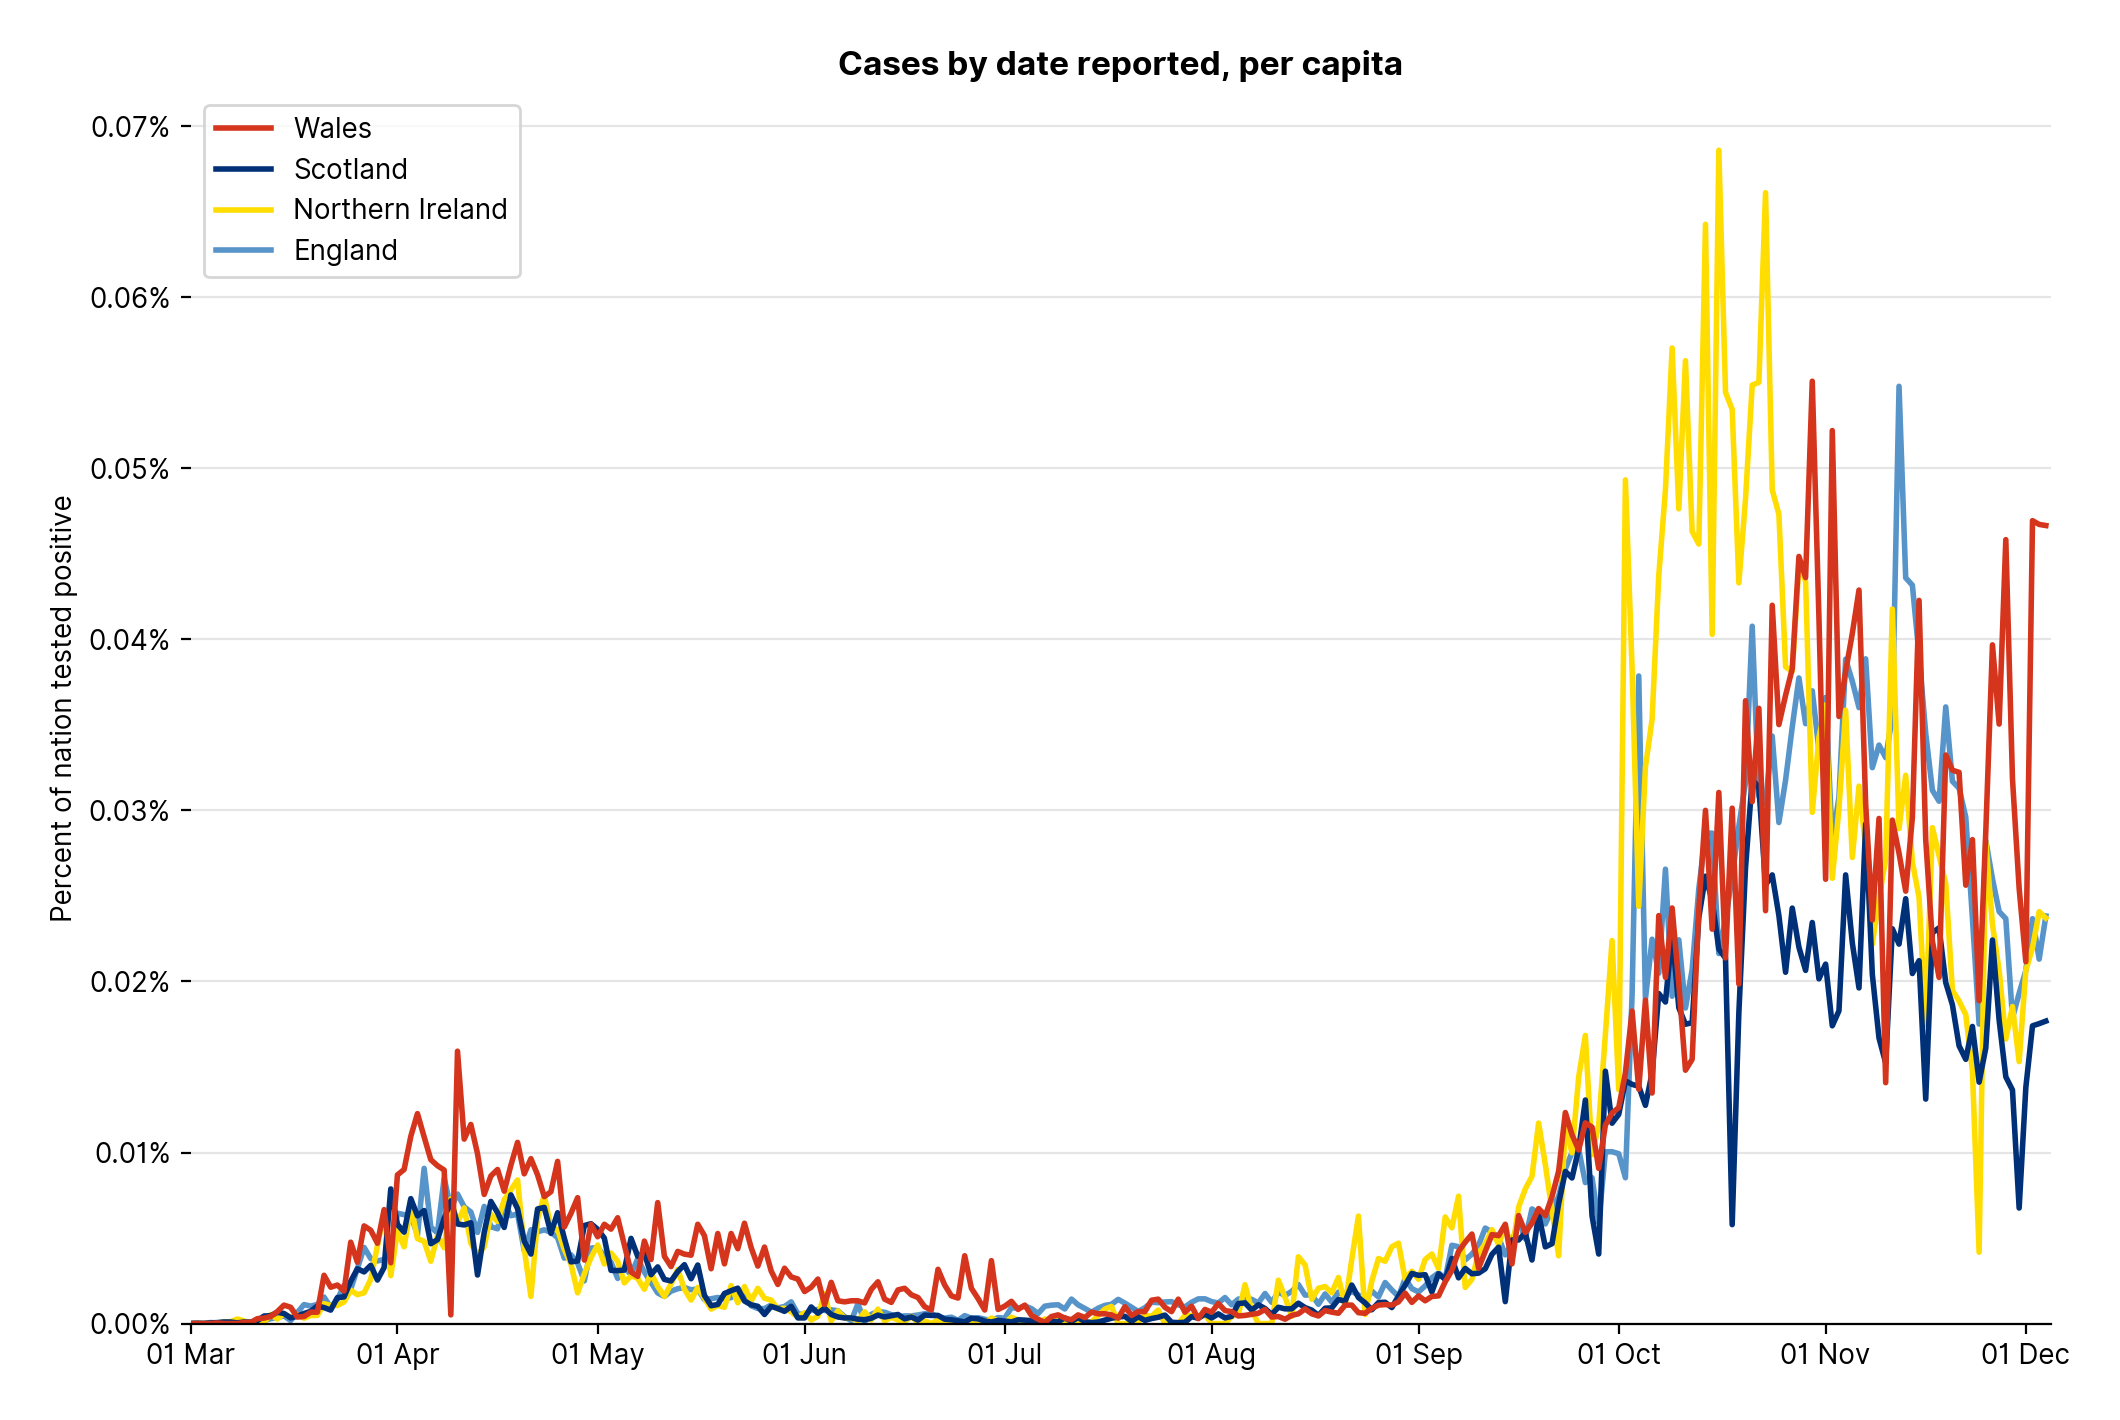 Cases by date reported, per capita
Wales
Scotland
Northern Ireland
England
Percent of nation tested positive
0.07%
0.06%
0.05%
0.04%
0.03%
0.02%
0.01%
0.00%
01 Mar
01 Apr
01 May
01 Jun
01 Jul
01 Aug
01 Sep
01 Oct
01 Nov
01 Dec